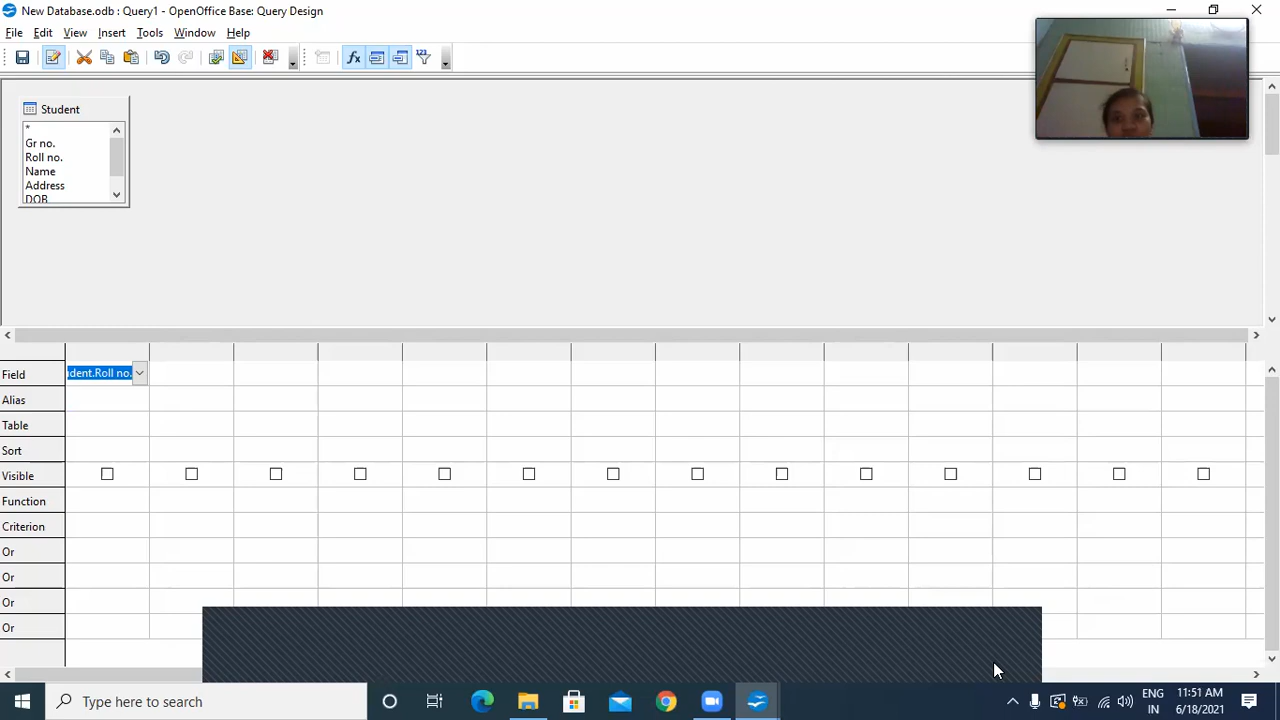 New Database.odb : Query1 - OpenOffice Base: Query Design
File Edit View Insert Tools Window Help
Student
*
Gr no.
Roll no.
Name
Address
DOB
Field
dent.Roll no.
Alias
Table
Sort
Visible
Function
Criterion
Or
Or
Or
Or
Type here to search
ENG
IN
11:51 AM
6/18/2021